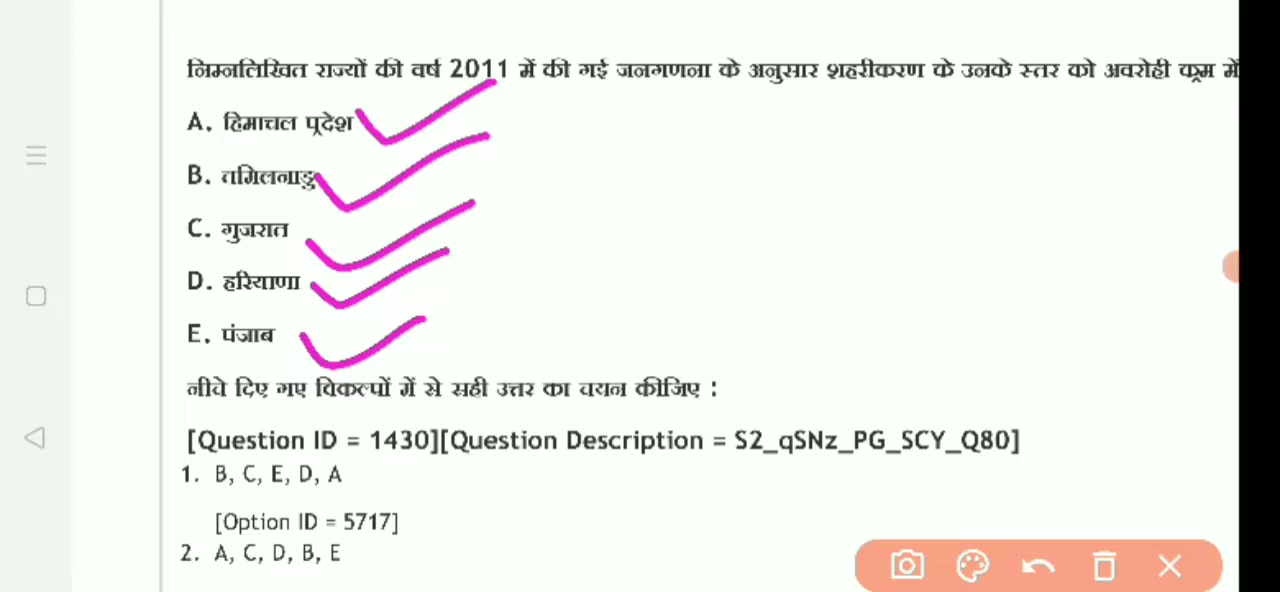 निम्नलिखित राज्यों की वर्ष 2011 में की गई जनगणना के अनुसार शहरीकरण के उनके स्तर को अवरोही क्रम में
A. हिमाचल प्रदेश
B. तमिलनाडु
C. गुजरात
D. हरियाणा
E. पंजाब
नीचे दिए गए विकल्पों में से सही उत्तर का चयन कीजिए :
[Question ID = 1430][Question Description = S2_qSNz_PG_SCY_Q80]
1. B, C, E, D, A
[Option ID = 5717]
2. A, C, D, B, E